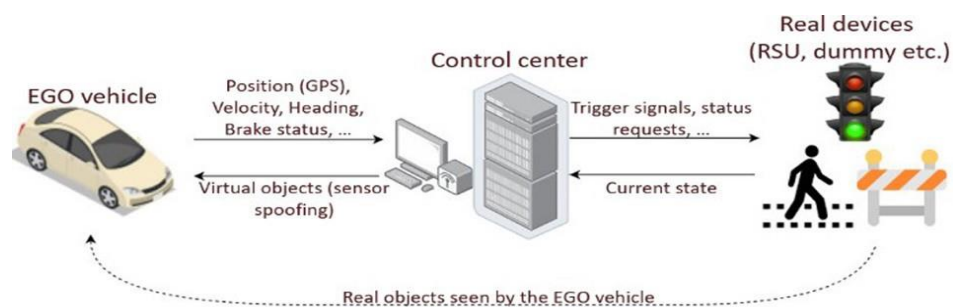 Real devices
(RSU, dummy etc.)
Control center
EGO vehicle
Position (GPS),
Velocity, Heading,
Brake status, ...
Trigger signals, status
requests, ...
Virtual objects (sensor
spoofing)
Current state
Real objects seen by the EGO vehicle